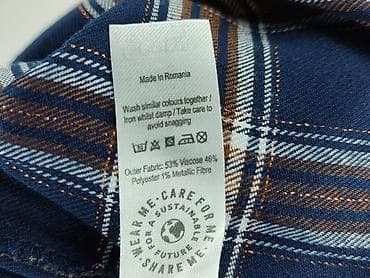 Made in Romania
Wash similar colours together /
Iron whilst damp / Take care to
avoid snagging
Outer Fabric: 53% Viscose 46%
Polyester 1% Metallic Fibre
WEAR ME · CARE FOR ME · SHARE ME ·
FOR A SUSTAINABLE FUTURE